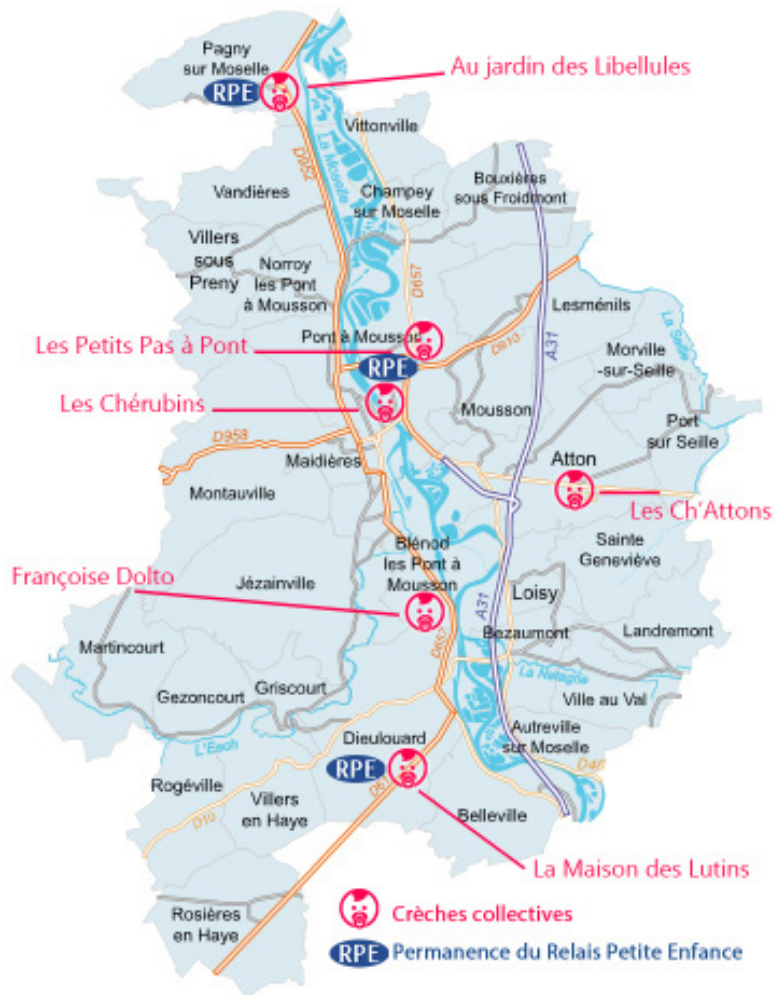 Pagny
sur Moselle
Au jardin des Libellules
RPE
Vittonville
La Moselle
D952
Bouxières
sous Froidmont
Vandières
Champey
sur Moselle
Villers
sous
Preny
Norroy
les Pont
à Mousson
D657
Lesménils
La Seille
Les Petits Pas à Pont
Pont à Mousson
D910
A31
Morville
-sur-Seille
RPE
Les Chérubins
Mousson
Port
sur Seille
D958
Maidières
Atton
Montauville
Les Ch'Attons
Blénod
les Pont à
Mousson
Sainte
Geneviève
Françoise Dolto
Jézainville
Loisy
A31
Bezaumont
Landremont
Martincourt
D657
La Natagne
Gezoncourt
Griscourt
Ville au Val
L'Esch
Dieulouard
Autreville
sur Moselle
RPE
Rogéville
D10
Villers
en Haye
Belleville
La Maison des Lutins
Rosières
en Haye
Crèches collectives
RPE Permanence du Relais Petite Enfance